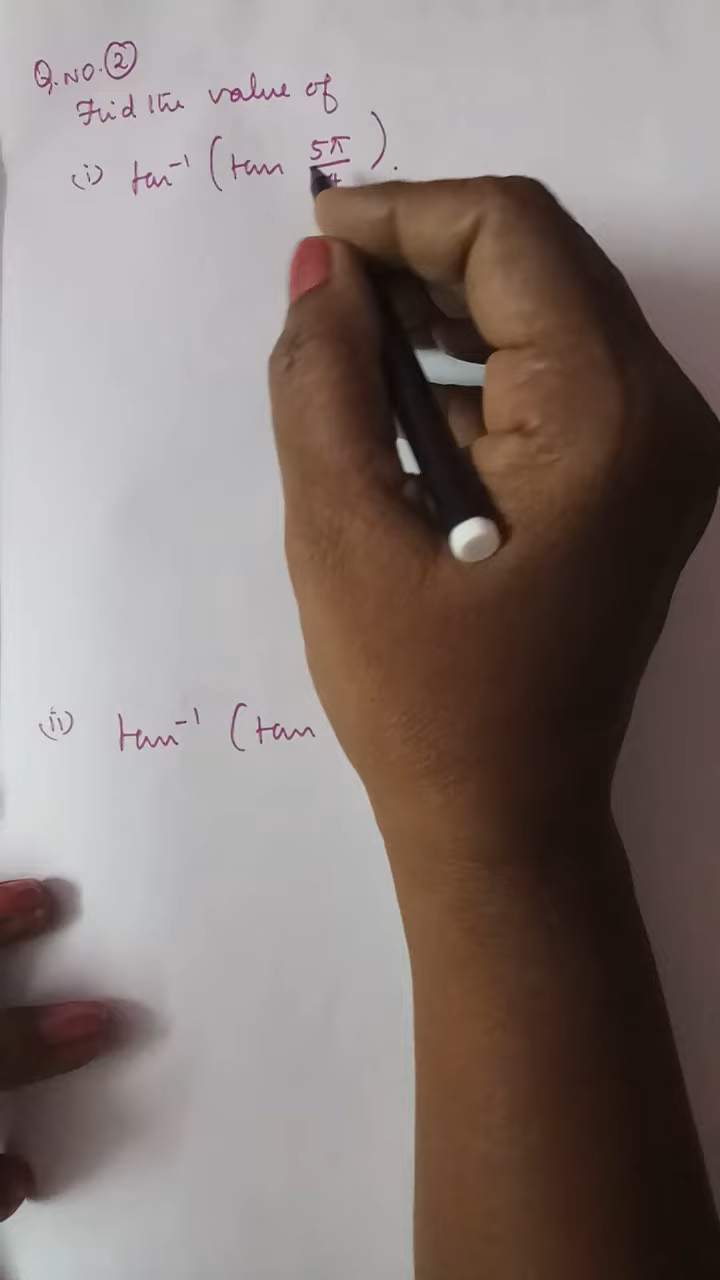 Q.NO.②
Find the value of
(i) tan⁻¹ (tan 5π/4).
(ii) tan⁻¹ (tan